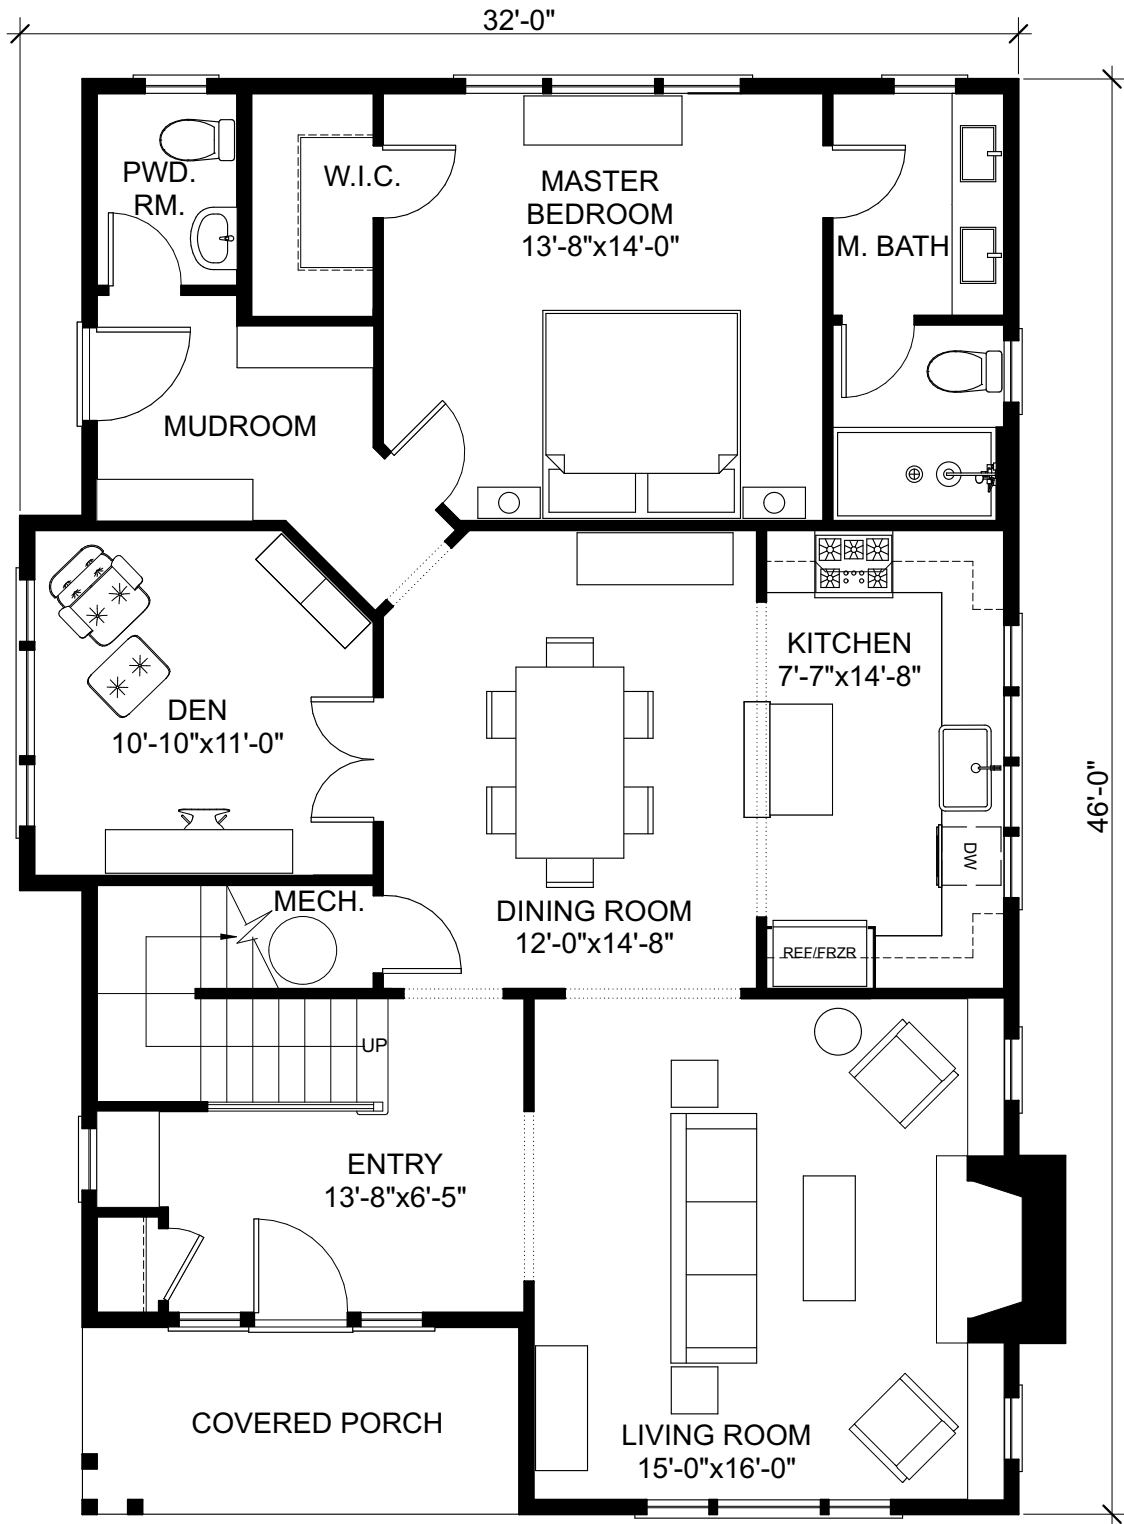 32'-0"
PWD.
RM.
W.I.C.
MASTER
BEDROOM
13'-8"x14'-0"
M. BATH
MUDROOM
KITCHEN
7'-7"x14'-8"
DEN
10'-10"x11'-0"
46'-0"
DW
MECH.
DINING ROOM
12'-0"x14'-8"
REF/FRZR
UP
ENTRY
13'-8"x6'-5"
COVERED PORCH
LIVING ROOM
15'-0"x16'-0"